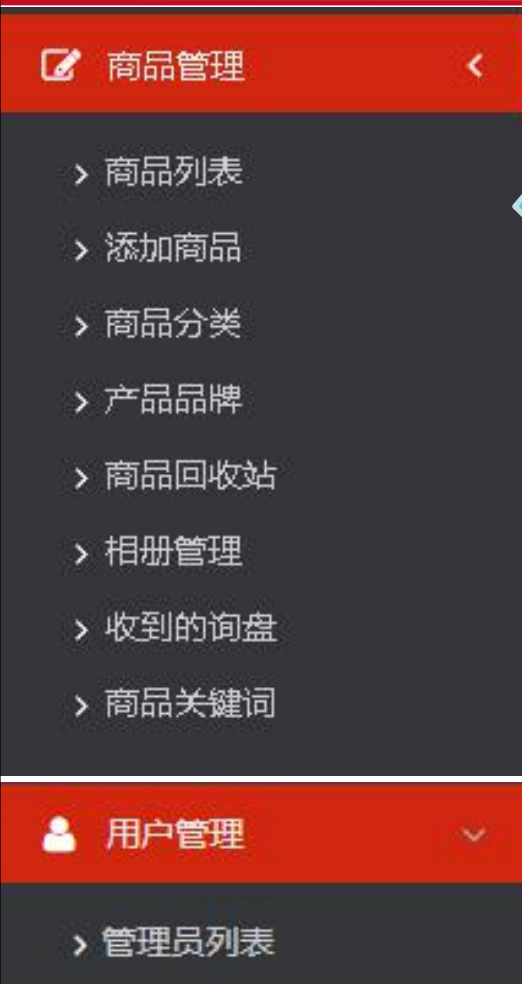 商品管理
商品列表
添加商品
商品分类
产品品牌
商品回收站
相册管理
收到的询盘
商品关键词
用户管理
管理员列表